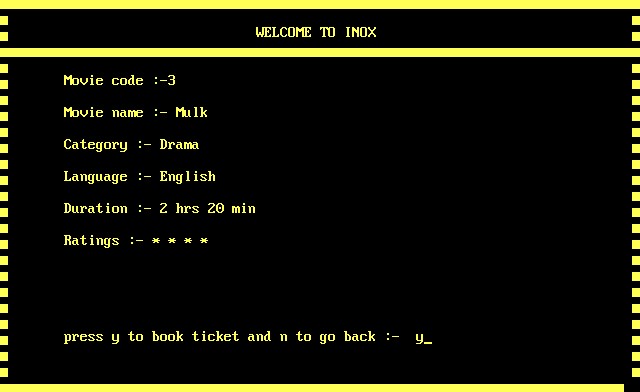 WELCOME TO INOX
Movie code :-3
Movie name :- Mulk
Category :- Drama
Language :- English
Duration :- 2 hrs 20 min
Ratings :- * * * *
press y to book ticket and n to go back :-  y_